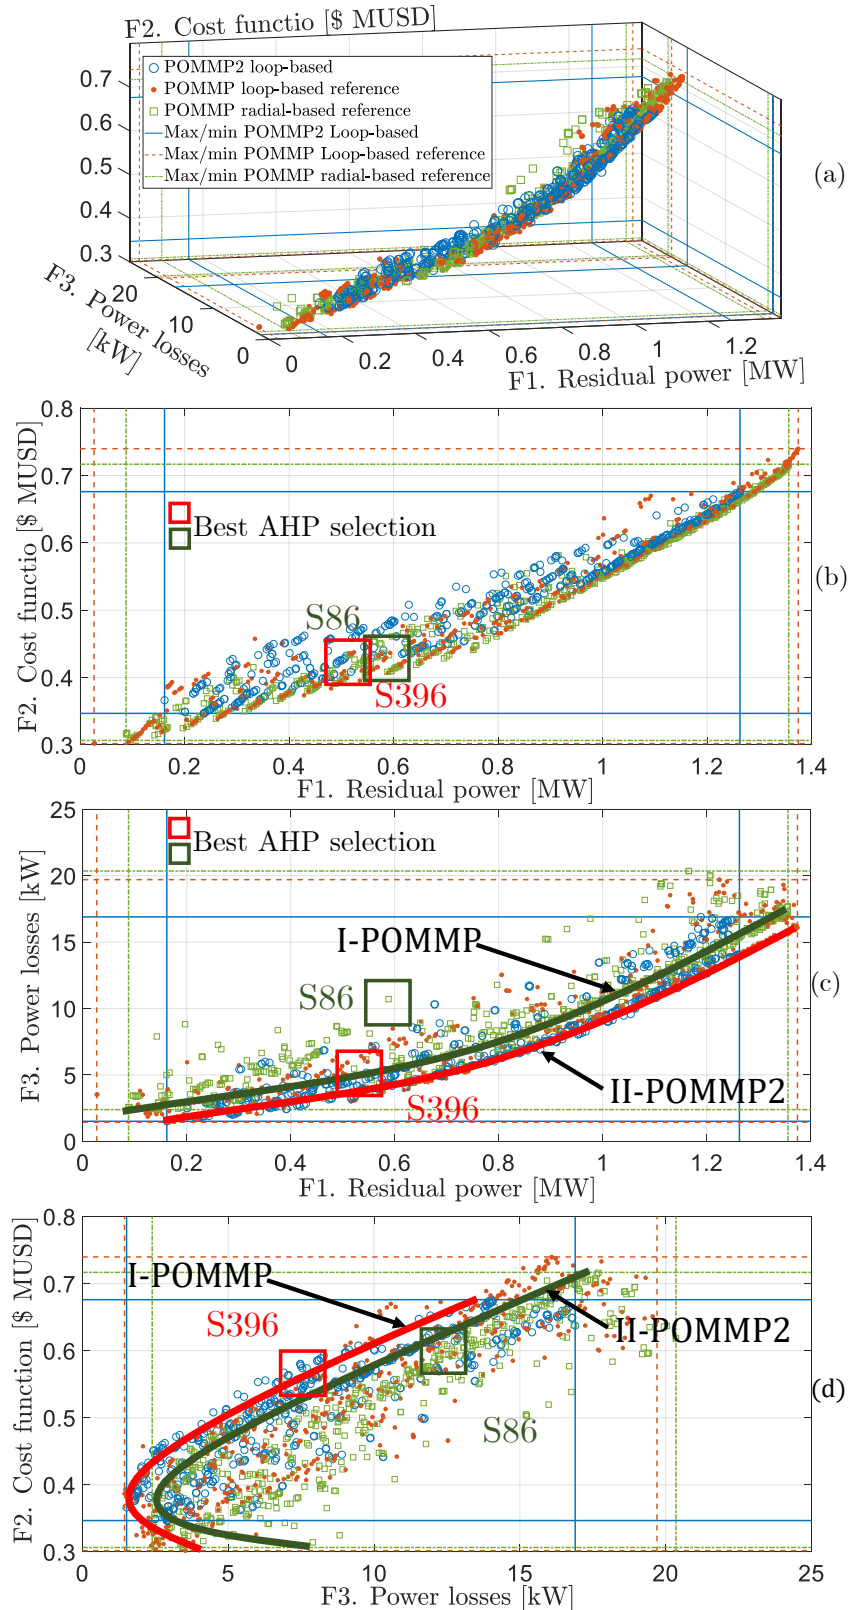 F2. Cost functio [$ MUSD]
POMMP2 loop-based
POMMP loop-based reference
POMMP radial-based reference
Max/min POMMP2 Loop-based
Max/min POMMP Loop-based reference
Max/min POMMP radial-based reference
0.7
0.6
0.5
0.4
0.3
20
10
0
F3. Power losses
[kW]
0
0.2
0.4
0.6
0.8
1
1.2
F1. Residual power [MW]
(a)
F2. Cost functio [$ MUSD]
0.8
0.7
0.6
0.5
0.4
0.3
Best AHP selection
S86
S396
0
0.2
0.4
0.6
0.8
1
1.2
1.4
F1. Residual power [MW]
(b)
F3. Power losses [kW]
25
20
15
10
5
0
Best AHP selection
I-POMMP
S86
II-POMMP2
S396
0
0.2
0.4
0.6
0.8
1
1.2
1.4
F1. Residual power [MW]
(c)
F2. Cost function [$ MUSD]
0.8
0.7
0.6
0.5
0.4
0.3
I-POMMP
S396
II-POMMP2
S86
0
5
10
15
20
25
F3. Power losses [kW]
(d)